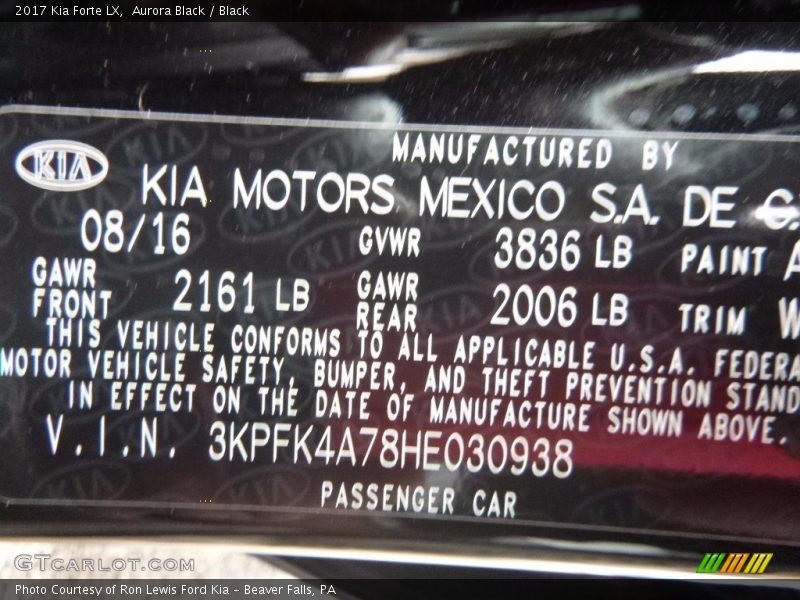 2017 Kia Forte LX, Aurora Black / Black
MANUFACTURED BY
KIA KIA MOTORS MEXICO S.A. DE C.
08/16 GVWR 3836 LB PAINT A
GAWR FRONT 2161 LB GAWR REAR 2006 LB TRIM W
THIS VEHICLE CONFORMS TO ALL APPLICABLE U.S.A. FEDERA
MOTOR VEHICLE SAFETY, BUMPER, AND THEFT PREVENTION STAND
IN EFFECT ON THE DATE OF MANUFACTURE SHOWN ABOVE.
V.I.N. 3KPFK4A78HE030938
PASSENGER CAR
GTCARLOT.COM
Photo Courtesy of Ron Lewis Ford Kia - Beaver Falls, PA